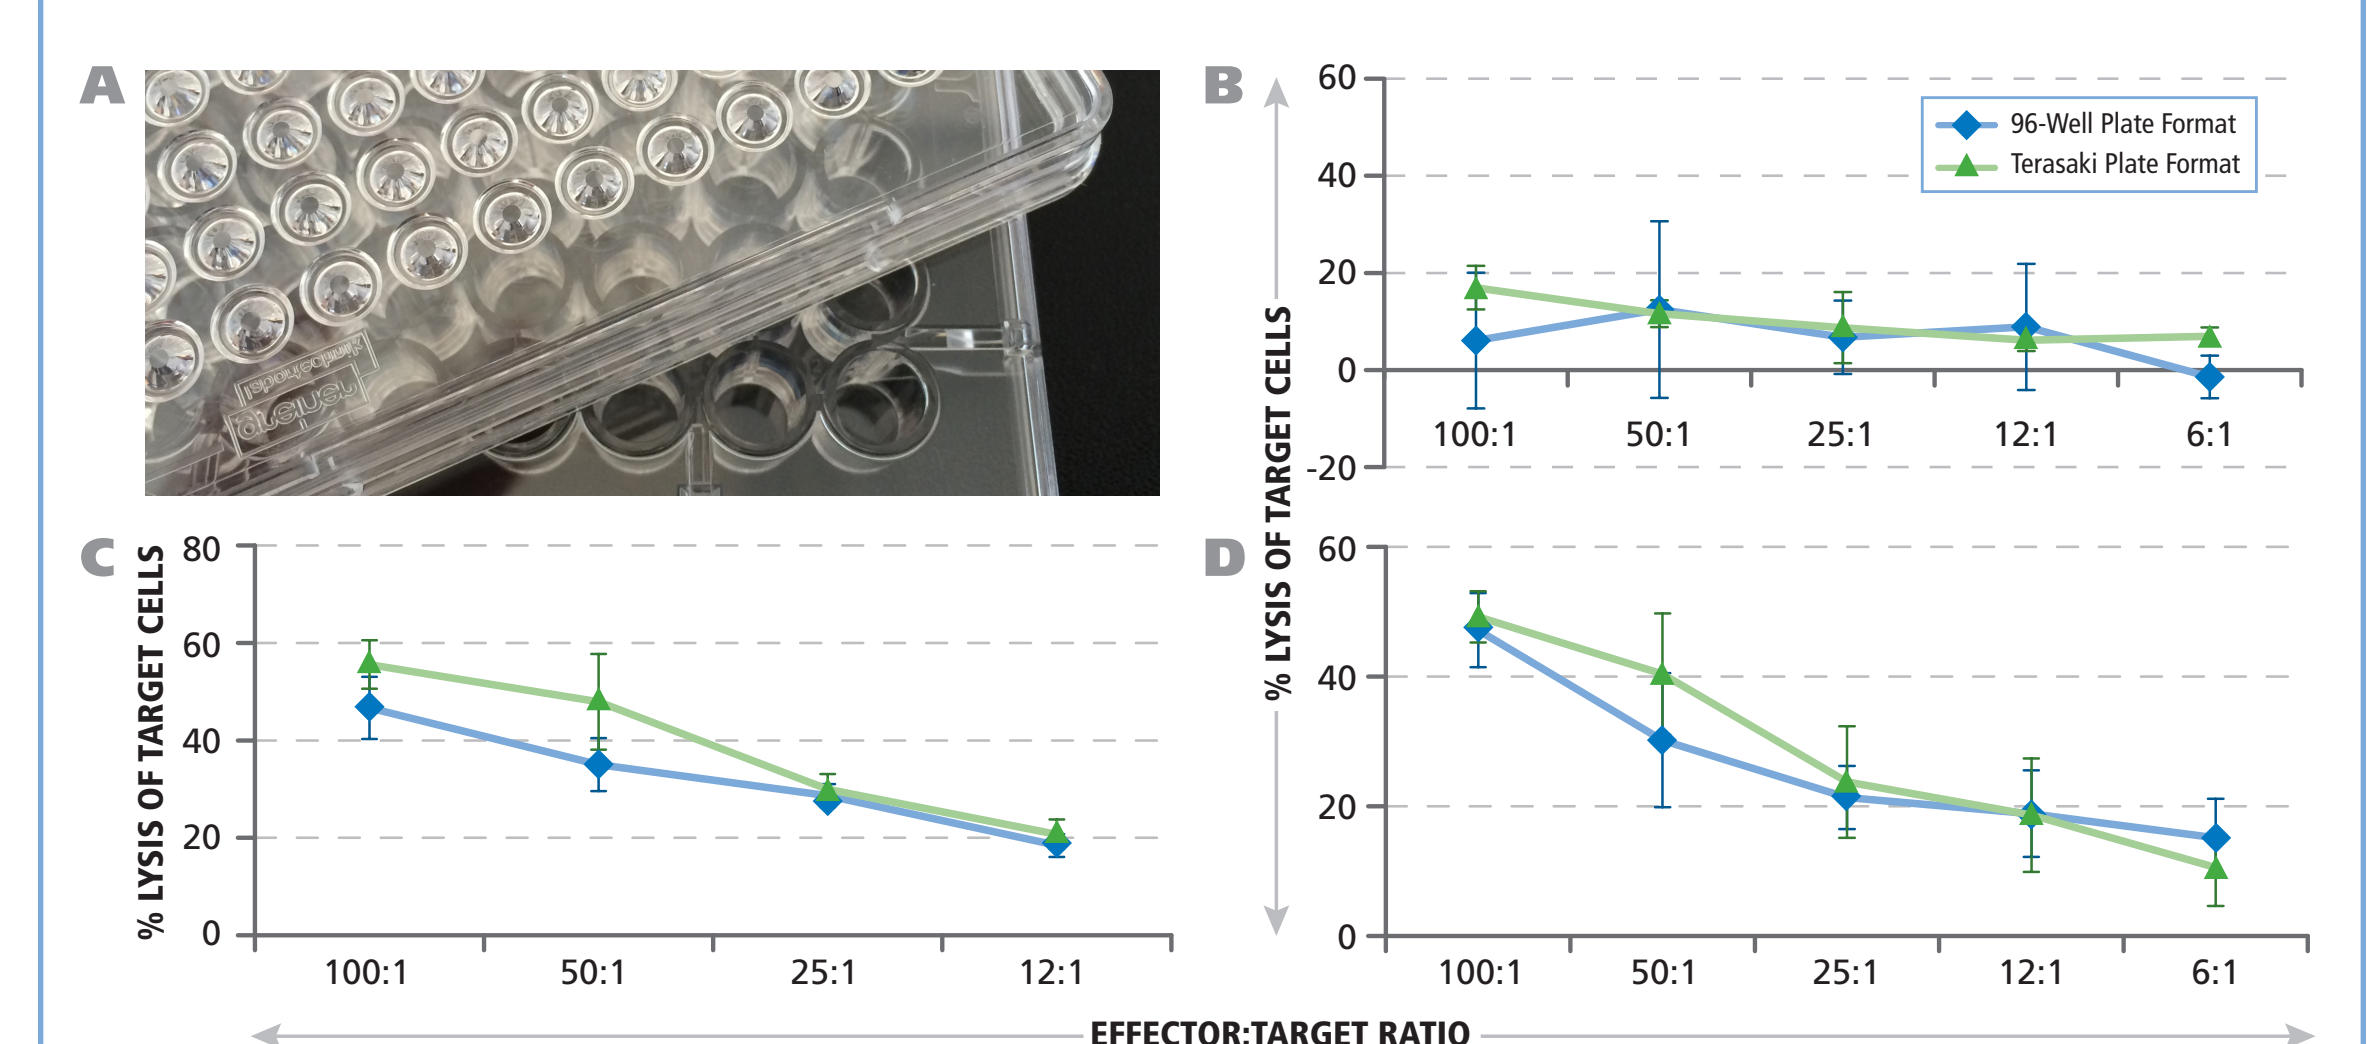 A
greiner
labortechnik
B
% LYSIS OF TARGET CELLS
60
40
20
0
-20
96-Well Plate Format
Terasaki Plate Format
100:1 50:1 25:1 12:1 6:1
C
% LYSIS OF TARGET CELLS
80
60
40
20
0
100:1 50:1 25:1 12:1
D
60
40
20
0
100:1 50:1 25:1 12:1 6:1
EFFECTOR:TARGET RATIO